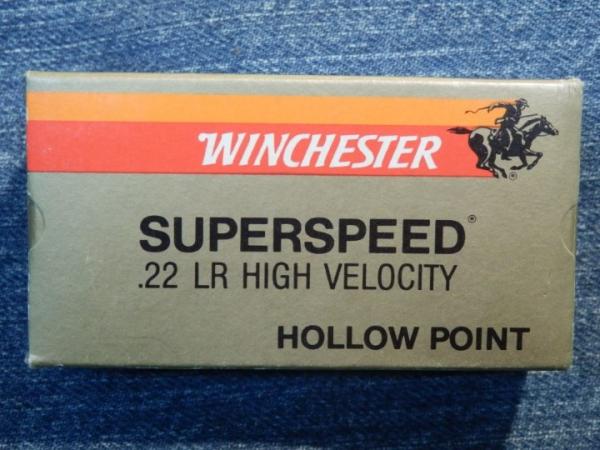 WINCHESTER
®
SUPERSPEED®
.22 LR HIGH VELOCITY
HOLLOW POINT